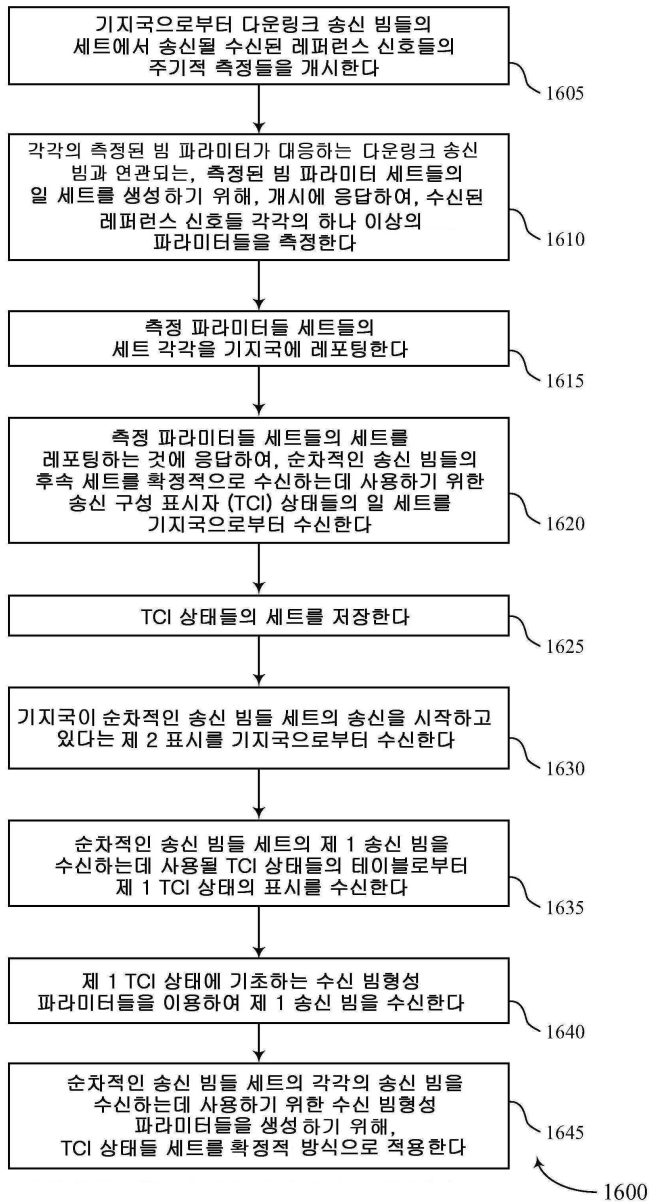 기지국으로부터 다운링크 송신 빔들의
세트에서 송신될 수신된 레퍼런스 신호들의
주기적 측정들을 개시한다
1605
각각의 측정된 빔 파라미터가 대응하는 다운링크 송신
빔과 연관되는, 측정된 빔 파라미터 세트들의
일 세트를 생성하기 위해, 개시에 응답하여, 수신된
레퍼런스 신호들 각각의 하나 이상의
파라미터들을 측정한다
1610
측정 파라미터들 세트들의
세트 각각을 기지국에 레포팅한다
1615
측정 파라미터들 세트들의 세트를
레포팅하는 것에 응답하여, 순차적인 송신 빔들의
후속 세트를 확정적으로 수신하는데 사용하기 위한
송신 구성 표시자 (TCI) 상태들의 일 세트를
기지국으로부터 수신한다
1620
TCI 상태들의 세트를 저장한다
1625
기지국이 순차적인 송신 빔들 세트의 송신을 시작하고
있다는 제 2 표시를 기지국으로부터 수신한다
1630
순차적인 송신 빔들 세트의 제 1 송신 빔을
수신하는데 사용될 TCI 상태들의 테이블로부터
제 1 TCI 상태의 표시를 수신한다
1635
제 1 TCI 상태에 기초하는 수신 빔형성
파라미터들을 이용하여 제 1 송신 빔을 수신한다
1640
순차적인 송신 빔들 세트의 각각의 송신 빔을
수신하는데 사용하기 위한 수신 빔형성
파라미터들을 생성하기 위해,
TCI 상태들 세트를 확정적 방식으로 적용한다
1645
1600